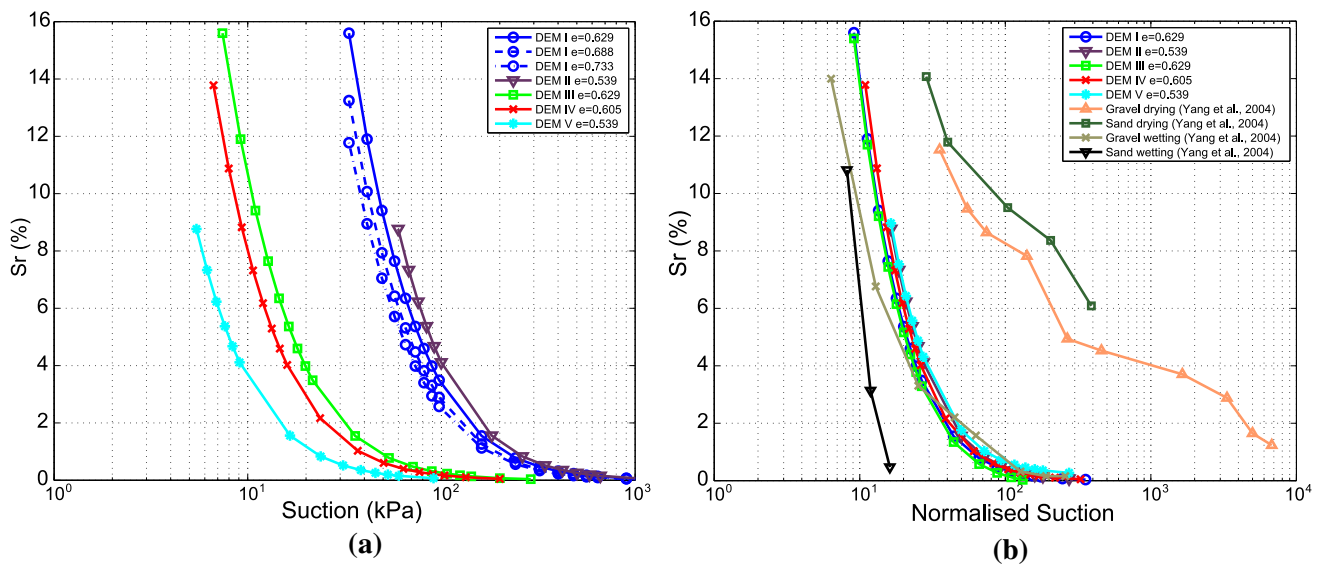 16
14
12
10
8
6
4
2
0
Sr (%)
10^0
10^1
10^2
10^3
Suction (kPa)
DEM I e=0.629
DEM I e=0.688
DEM I e=0.733
DEM II e=0.539
DEM III e=0.629
DEM IV e=0.605
DEM V e=0.539
(a)
16
14
12
10
8
6
4
2
0
Sr (%)
10^0
10^1
10^2
10^3
10^4
Normalised Suction
DEM I e=0.629
DEM II e=0.539
DEM III e=0.629
DEM IV e=0.605
DEM V e=0.539
Gravel drying (Yang et al., 2004)
Sand drying (Yang et al., 2004)
Gravel wetting (Yang et al., 2004)
Sand wetting (Yang et al., 2004)
(b)